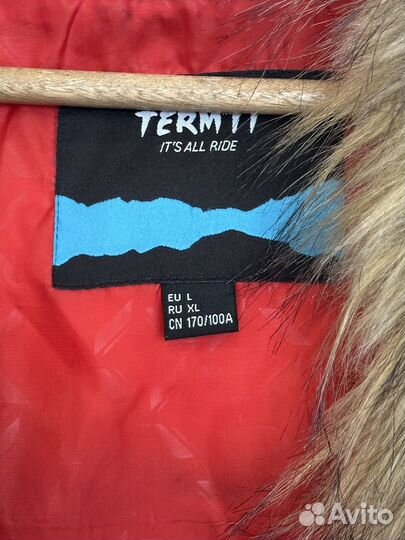 TERMIT
IT'S ALL RIDE
EU L
RU XL
CN 170/100A
Avito